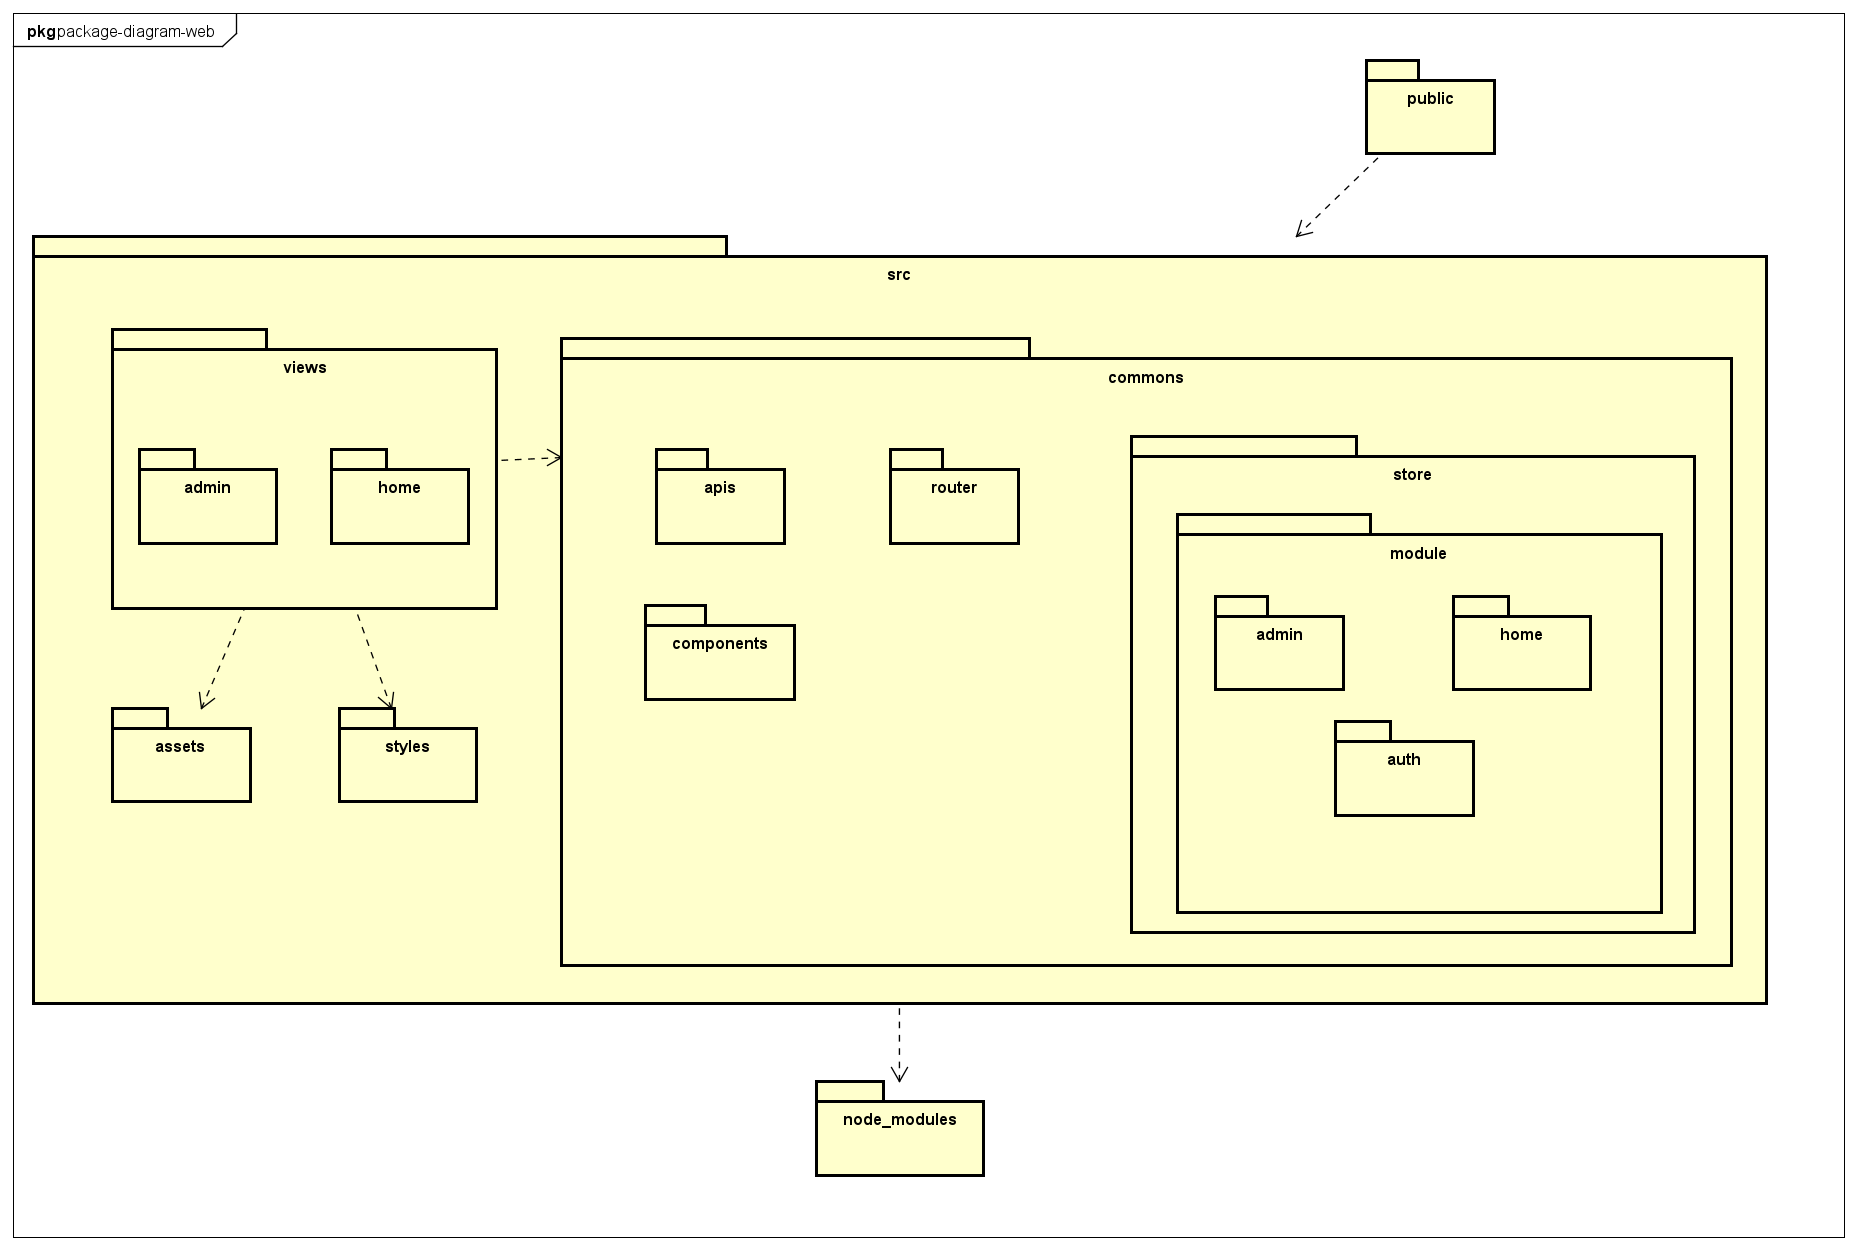 pkgpackage-diagram-web
public
src
views
commons
admin
home
apis
router
store
module
components
admin
home
assets
styles
auth
node_modules